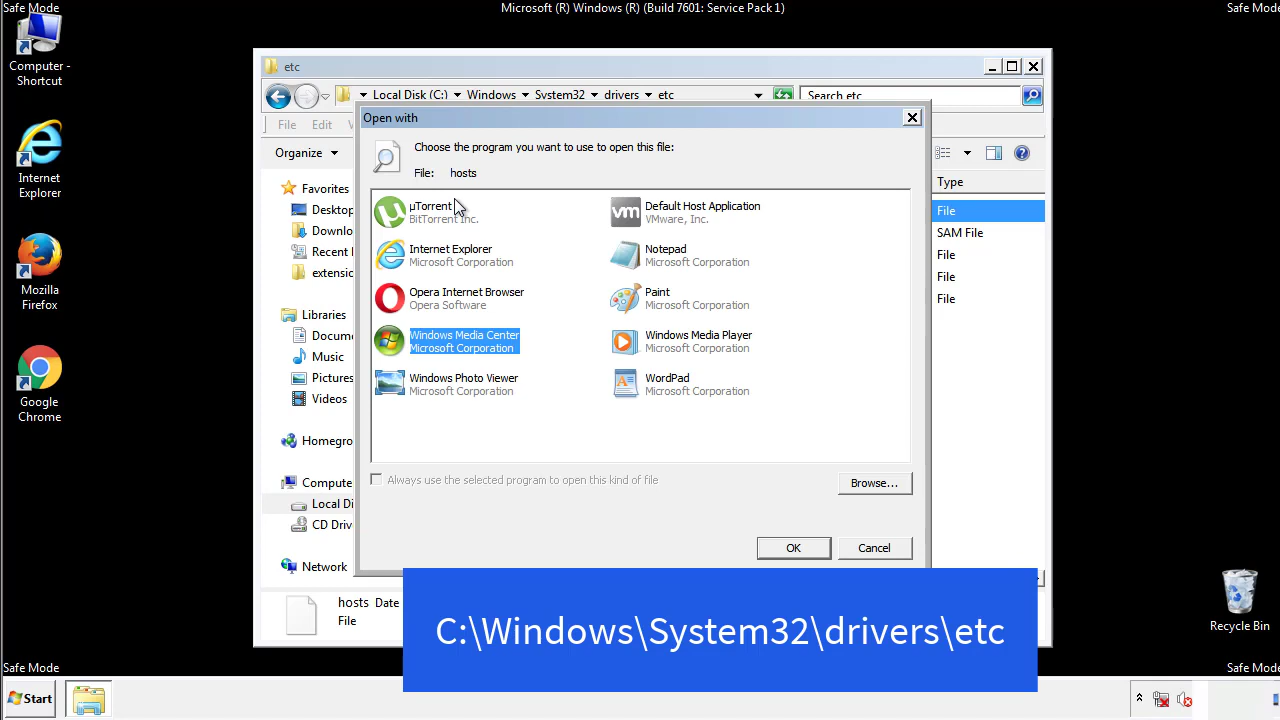 Safe Mode
Microsoft (R) Windows (R) (Build 7601: Service Pack 1)
Safe Mode
Computer -
Shortcut
Internet
Explorer
Mozilla
Firefox
Google
Chrome
etc
Local Disk (C:)
Windows
System32
drivers
etc
Search etc
File
Edit
Organize
Favorites
Desktop
Downlo
Recent
extensio
Libraries
Docum
Music
Pictures
Videos
Homegro
Compute
Local Di
CD Driv
Network
Type
File
SAM File
File
File
File
Open with
Choose the program you want to use to open this file:
File: hosts
µTorrent
BitTorrent Inc.
Default Host Application
VMware, Inc.
Internet Explorer
Microsoft Corporation
Notepad
Microsoft Corporation
Opera Internet Browser
Opera Software
Paint
Microsoft Corporation
Windows Media Center
Microsoft Corporation
Windows Media Player
Microsoft Corporation
Windows Photo Viewer
Microsoft Corporation
WordPad
Microsoft Corporation
Always use the selected program to open this kind of file
Browse...
OK
Cancel
hosts Date
File
C:\Windows\System32\drivers\etc
Recycle Bin
Safe Mode
Safe Mode
Start